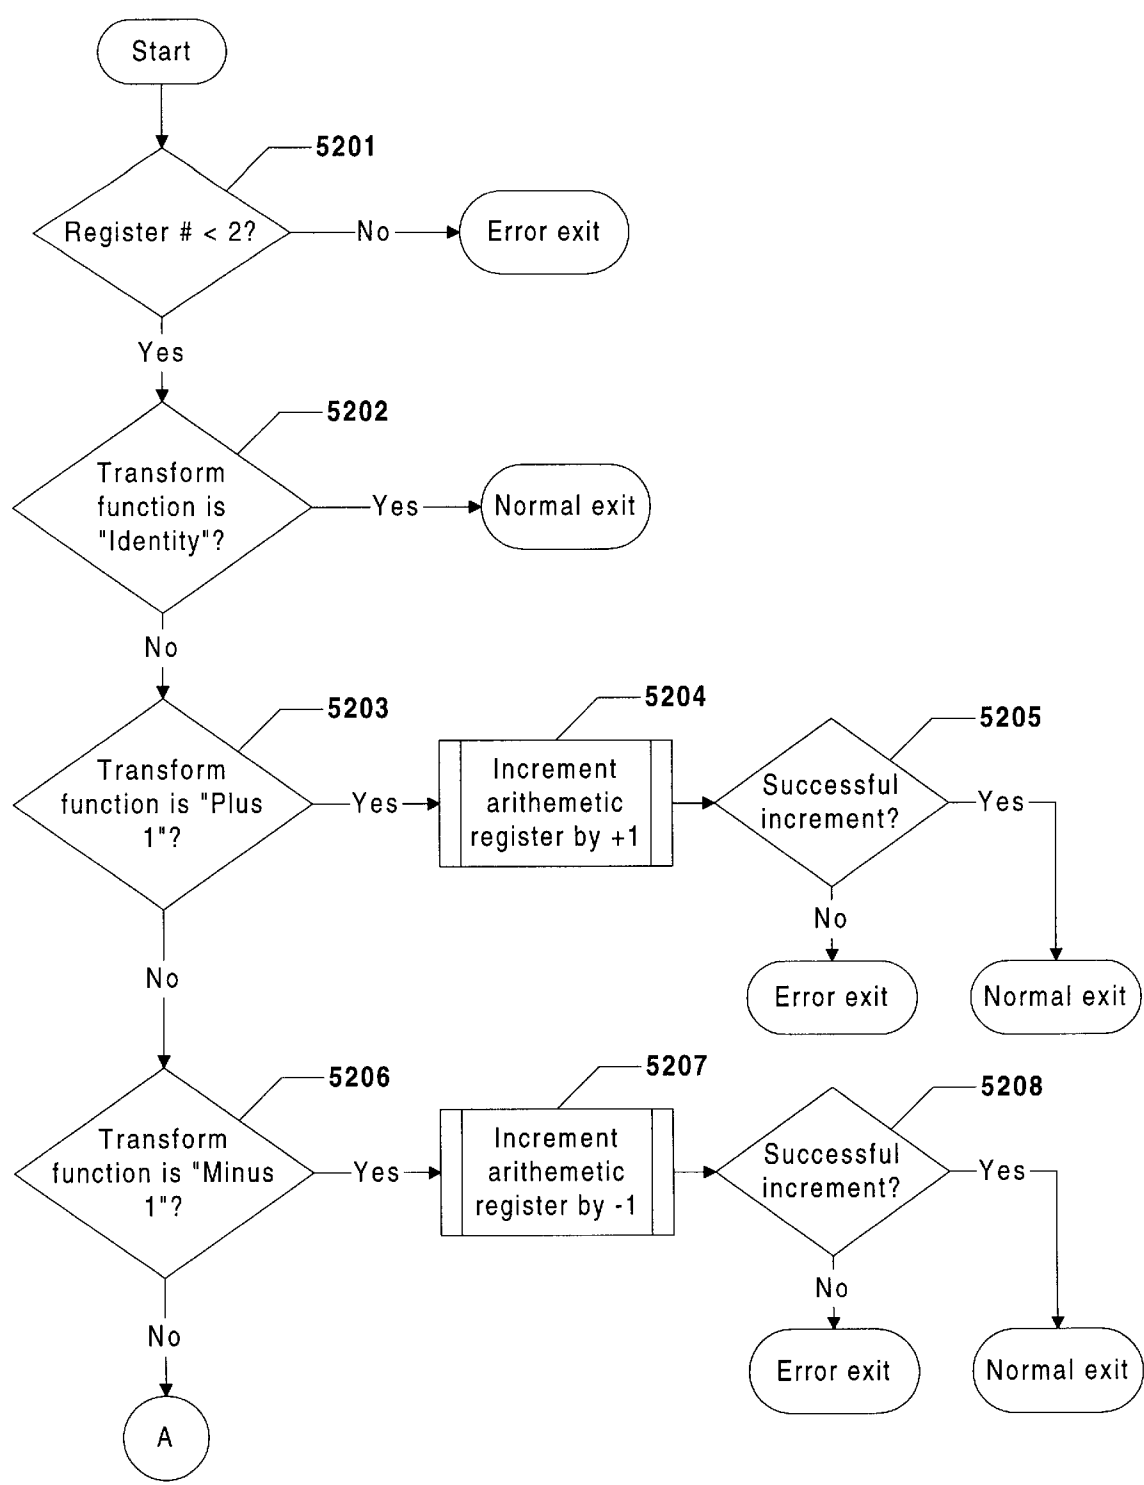 Start
5201
Register # < 2?
No
Error exit
Yes
5202
Transform
function is
"Identity"?
Yes
Normal exit
No
5203
Transform
function is "Plus
1"?
Yes
5204
Increment
arithemetic
register by +1
5205
Successful
increment?
Yes
No
Error exit
Normal exit
No
5206
Transform
function is "Minus
1"?
Yes
5207
Increment
arithemetic
register by -1
5208
Successful
increment?
Yes
No
Error exit
Normal exit
No
A